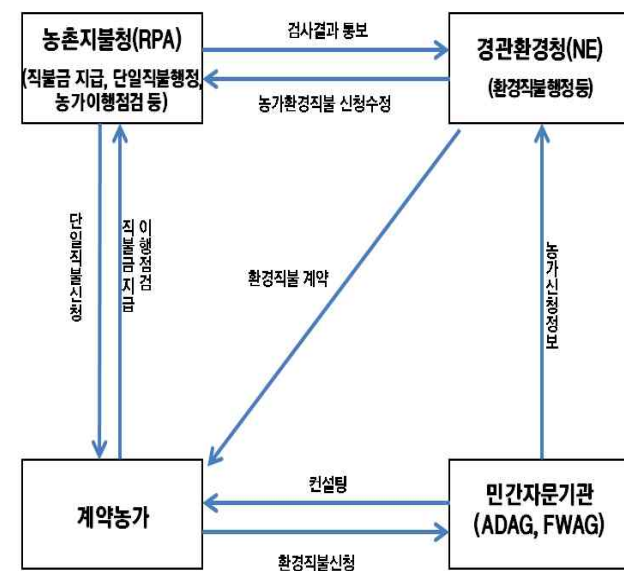 농촌지불청(RPA)
(직불금 지급, 단일직불행정,
농가이행점검 등)
검사결과 통보
농가환경직불 신청수정
경관환경청(NE)
(환경직불행정 등)
단일직불신청
직불금 지급
이행점검
환경직불 계약
농가신청정보
계약농가
컨설팅
환경직불신청
민간자문기관
(ADAG, FWAG)